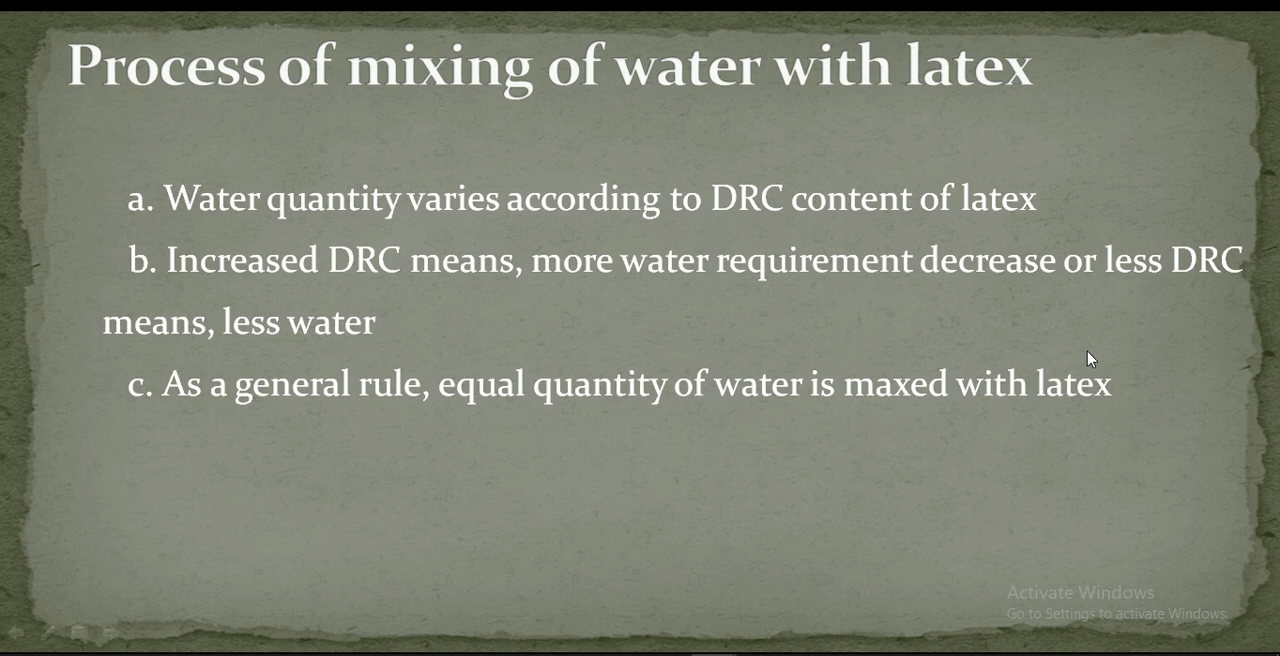 Process of mixing of water with latex
a. Water quantity varies according to DRC content of latex
b. Increased DRC means, more water requirement decrease or less DRC
means, less water
c. As a general rule, equal quantity of water is maxed with latex
Activate Windows
Go to Settings to activate Windows.